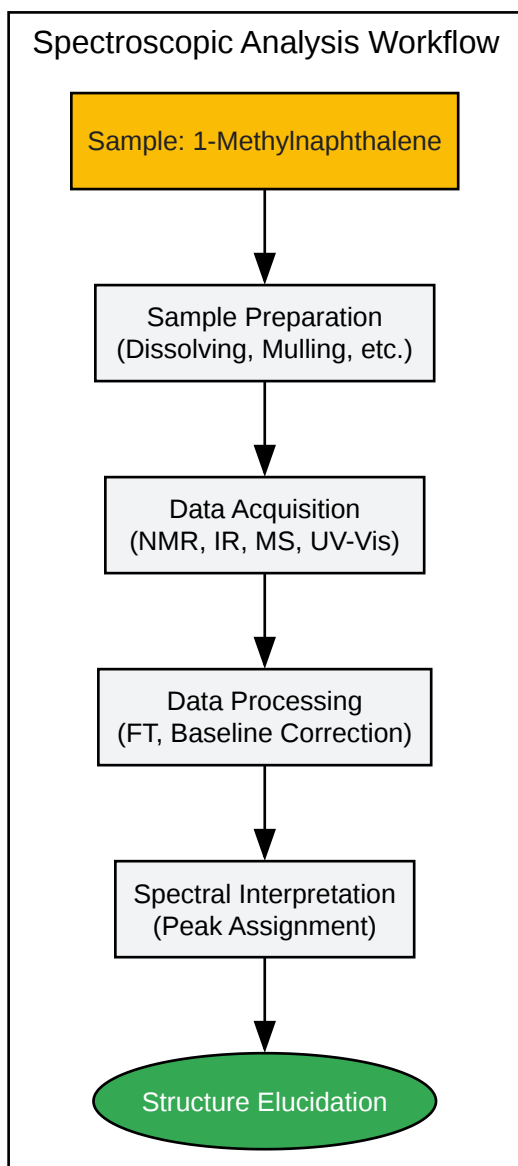 Spectroscopic Analysis Workflow
Sample: 1-Methylnaphthalene
Sample Preparation
(Dissolving, Mulling, etc.)
Data Acquisition
(NMR, IR, MS, UV-Vis)
Data Processing
(FT, Baseline Correction)
Spectral Interpretation
(Peak Assignment)
Structure Elucidation